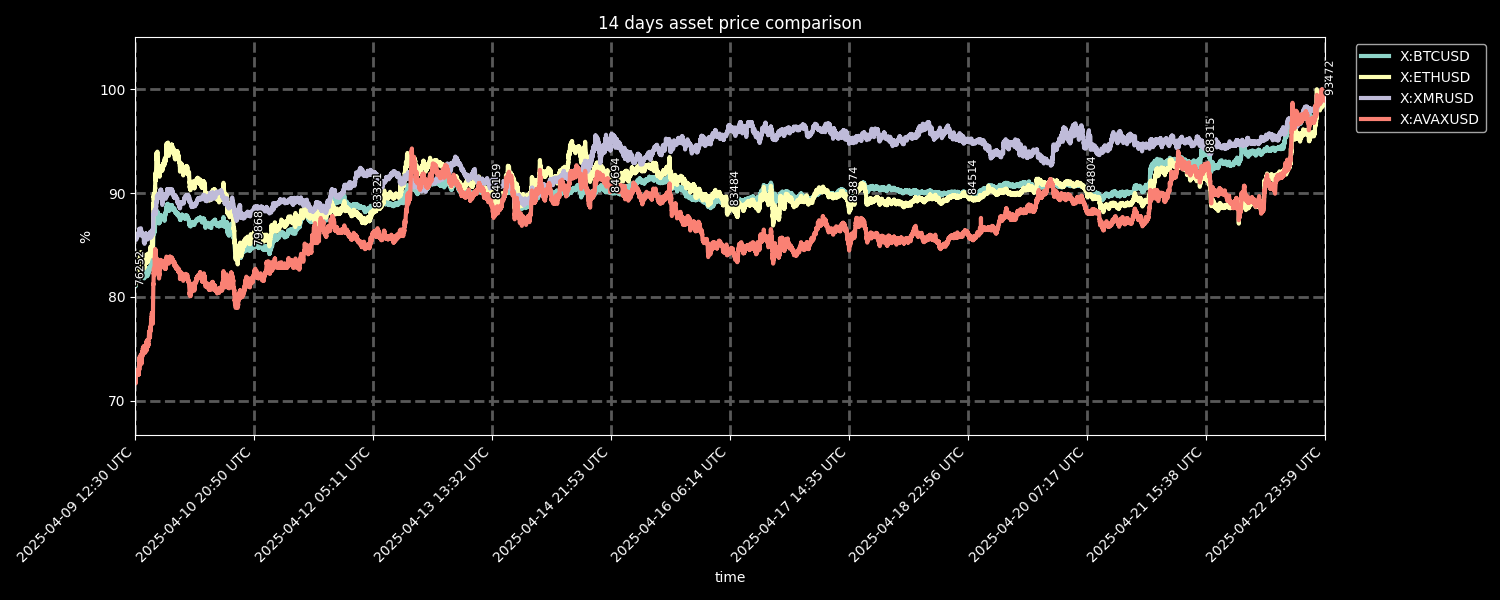 14 days asset price comparison
X:BTCUSD
X:ETHUSD
X:XMRUSD
X:AVAXUSD
%
100
90
80
70
76252
79868
83321
84159
84694
83484
83874
84514
84804
88315
93472
2025-04-09 12:30 UTC
2025-04-10 20:50 UTC
2025-04-12 05:11 UTC
2025-04-13 13:32 UTC
2025-04-14 21:53 UTC
2025-04-16 06:14 UTC
2025-04-17 14:35 UTC
2025-04-18 22:56 UTC
2025-04-20 07:17 UTC
2025-04-21 15:38 UTC
2025-04-22 23:59 UTC
time